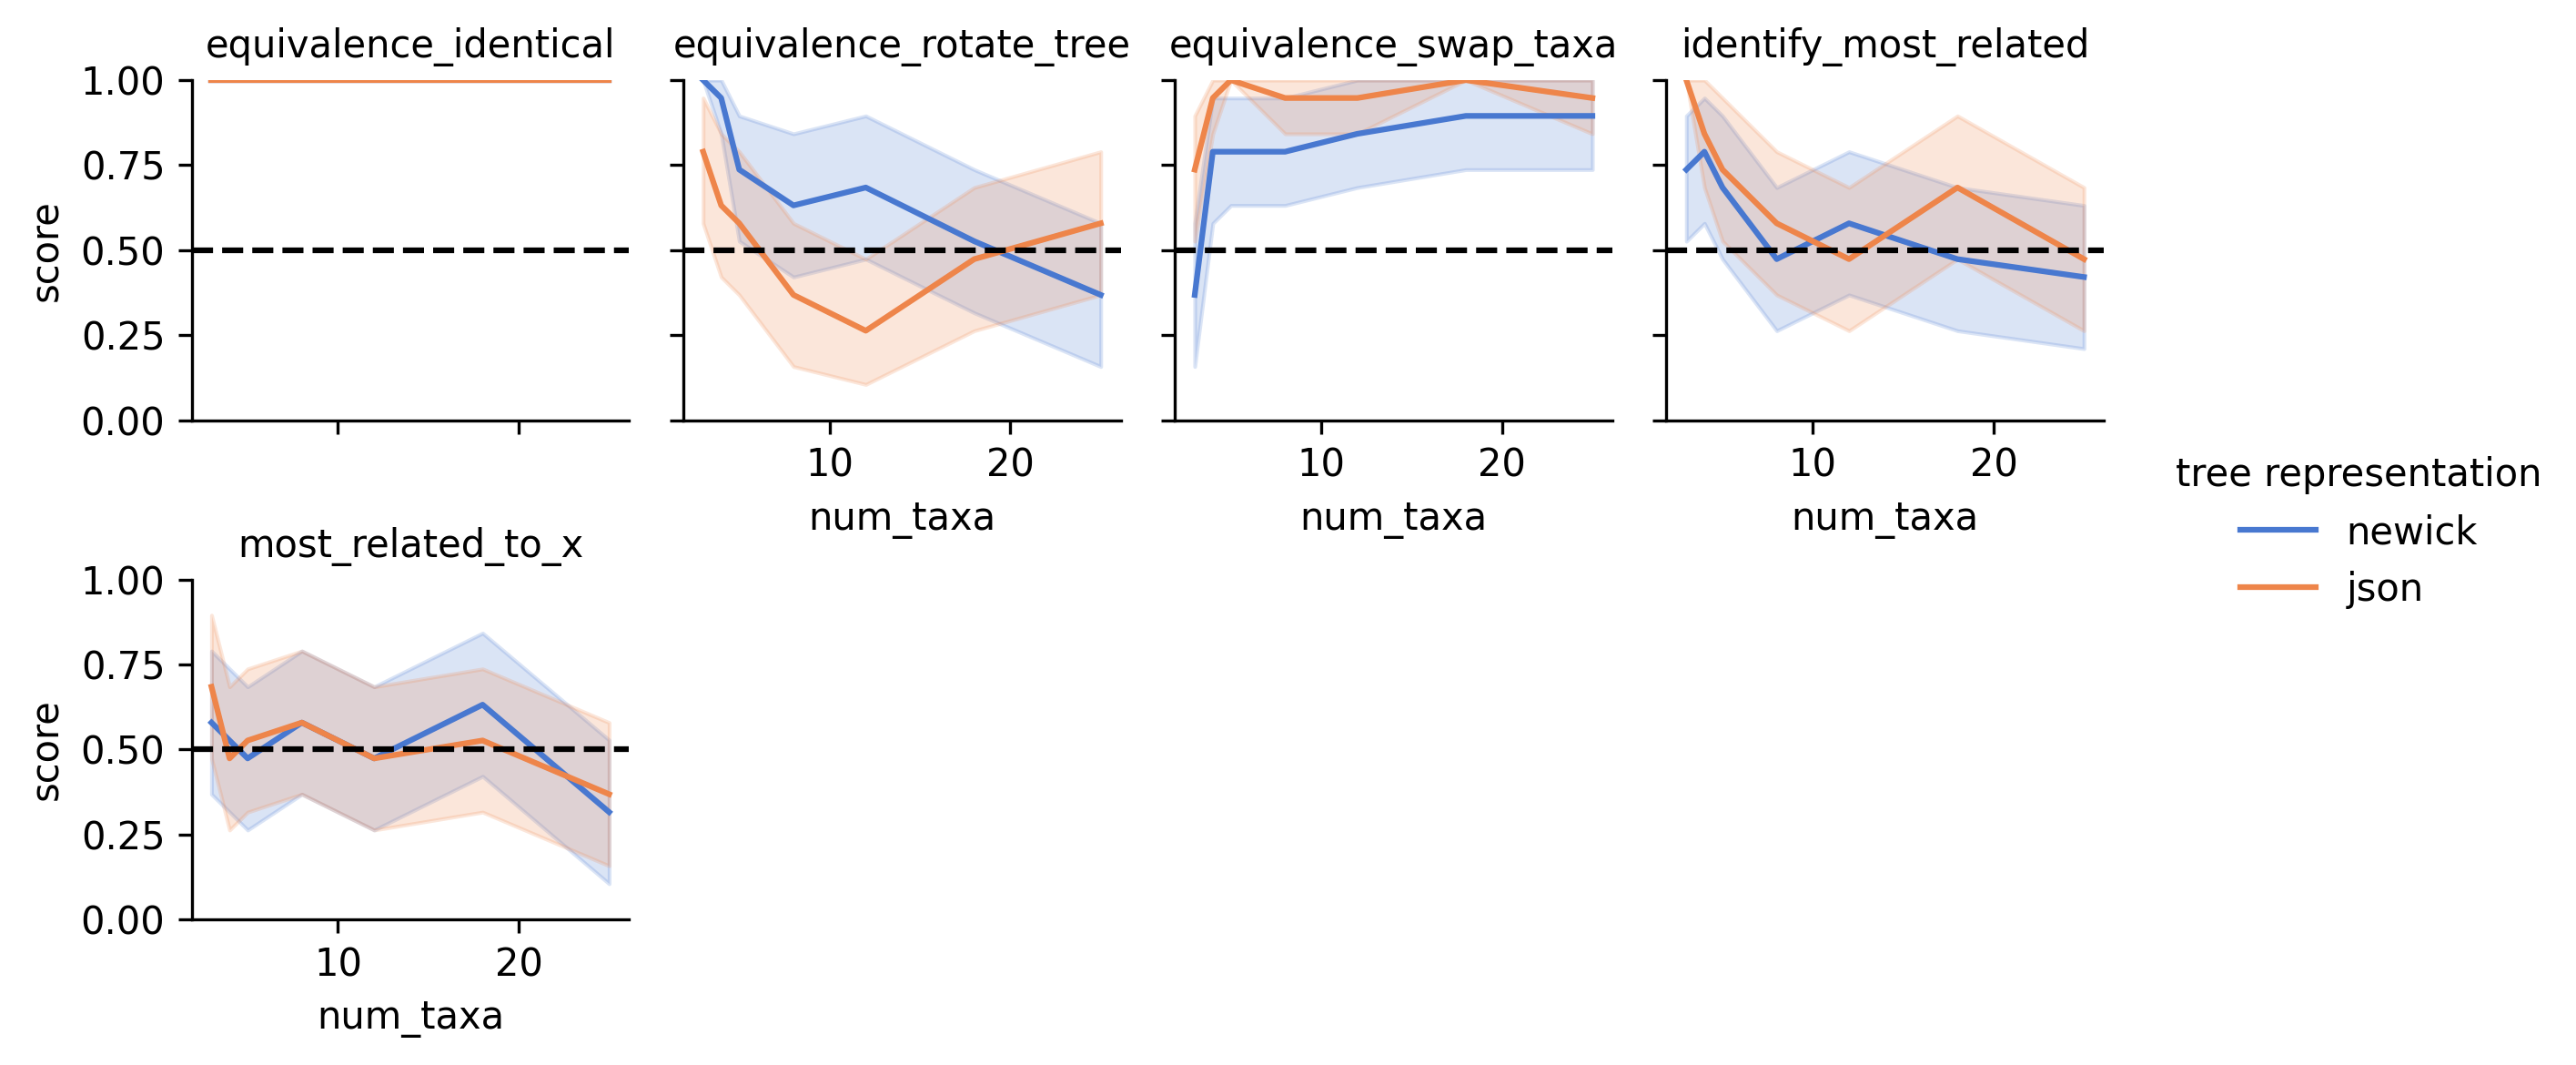 equivalence_identical
equivalence_rotate_tree
equivalence_swap_taxa
identify_most_related
1.00
0.75
0.50
0.25
0.00
score
10 20
num_taxa
10 20
num_taxa
10 20
num_taxa
tree representation
newick
json
most_related_to_x
1.00
0.75
0.50
0.25
0.00
score
10 20
num_taxa